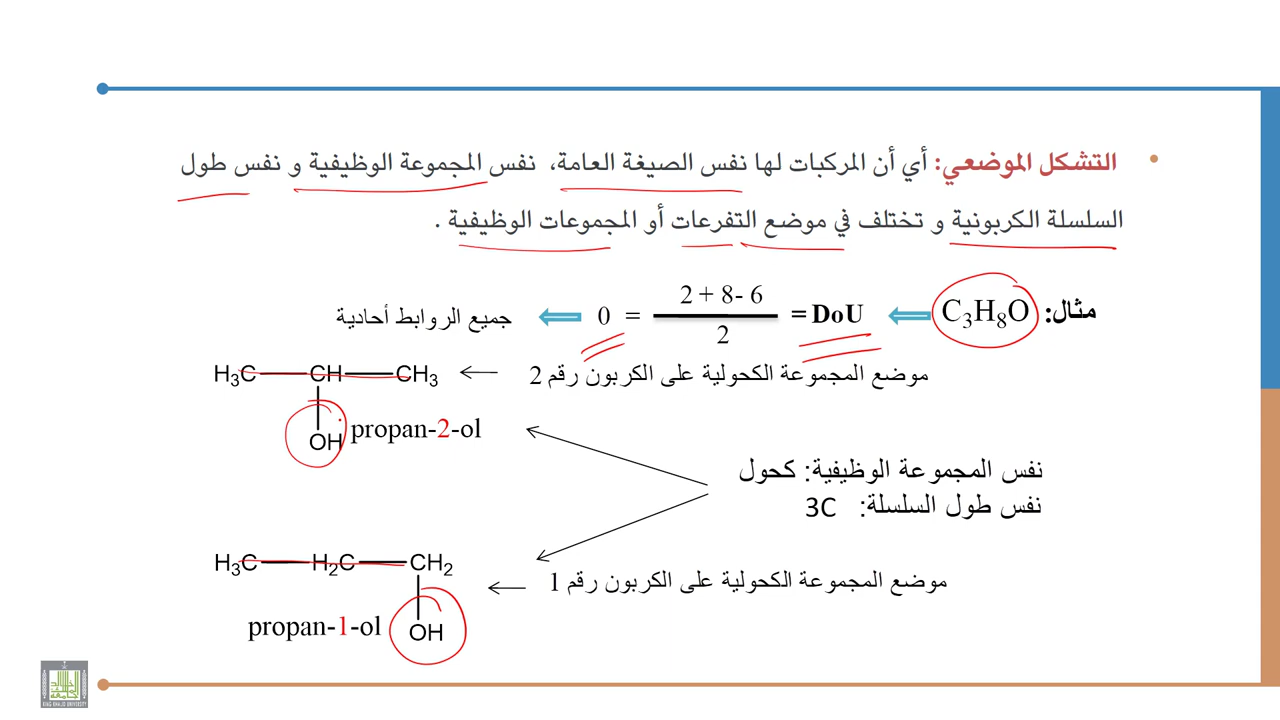 • التشكل الموضعي: أي أن المركبات لها نفس الصيغة العامة، نفس المجموعة الوظيفية و نفس طول
السلسلة الكربونية و تختلف في موضع التفرعات أو المجموعات الوظيفية .
مثال: C₃H₈O ⇐ DoU = (2 + 8- 6) / 2 = 0 ⇐ جميع الروابط أحادية
H₃C—CH—CH₃ ← موضع المجموعة الكحولية على الكربون رقم 2
OH propan-2-ol
نفس المجموعة الوظيفية: كحول
نفس طول السلسلة: 3C
H₃C—H₂C—CH₂ ← موضع المجموعة الكحولية على الكربون رقم 1
propan-1-ol OH
KING KHALID UNIVERSITY